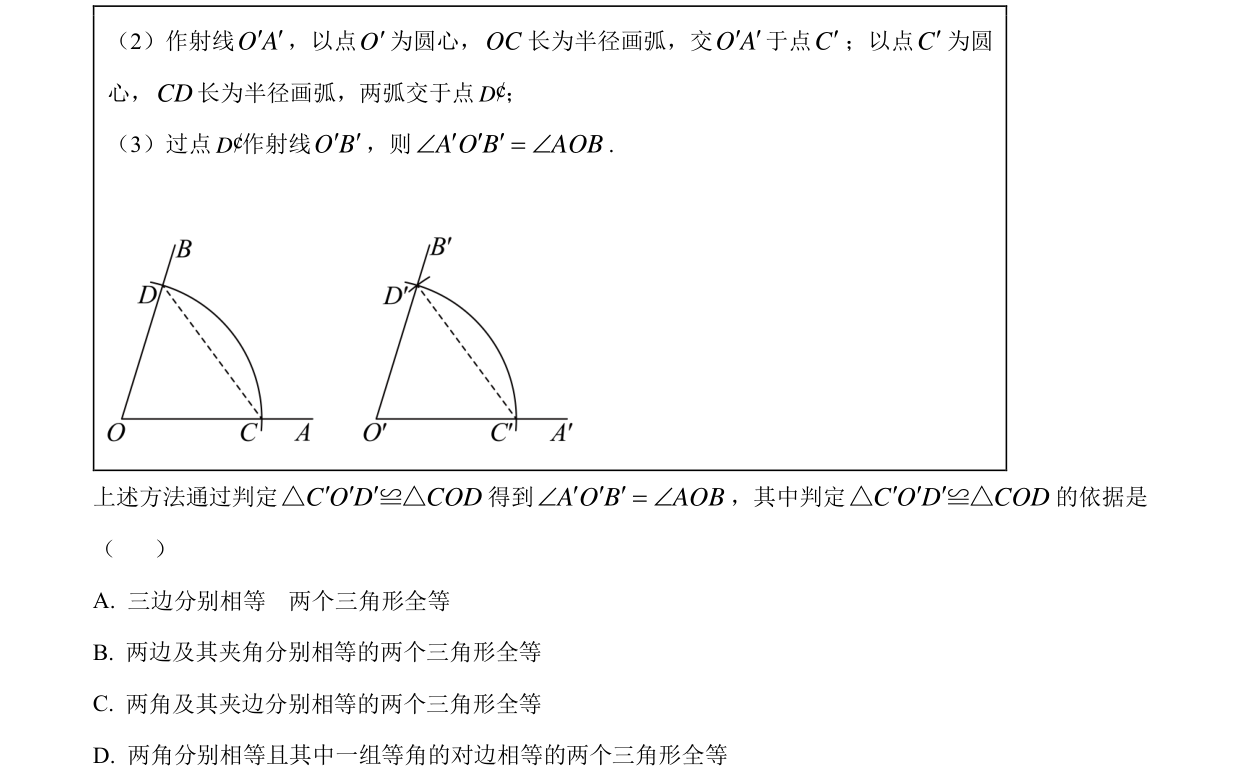 （2）作射线O′A′，以点O′为圆心，OC长为半径画弧，交O′A′于点C′；以点C′为圆
心，CD长为半径画弧，两弧交于点D¢；
（3）过点D¢作射线O′B′，则∠A′O′B′=∠AOB.
B B′
D D′
O C A O′ C′ A′
上述方法通过判定△C′O′D′≌△COD得到∠A′O′B′=∠AOB，其中判定△C′O′D′≌△COD的依据是
（　　）
A. 三边分别相等　两个三角形全等
B. 两边及其夹角分别相等的两个三角形全等
C. 两角及其夹边分别相等的两个三角形全等
D. 两角分别相等且其中一组等角的对边相等的两个三角形全等